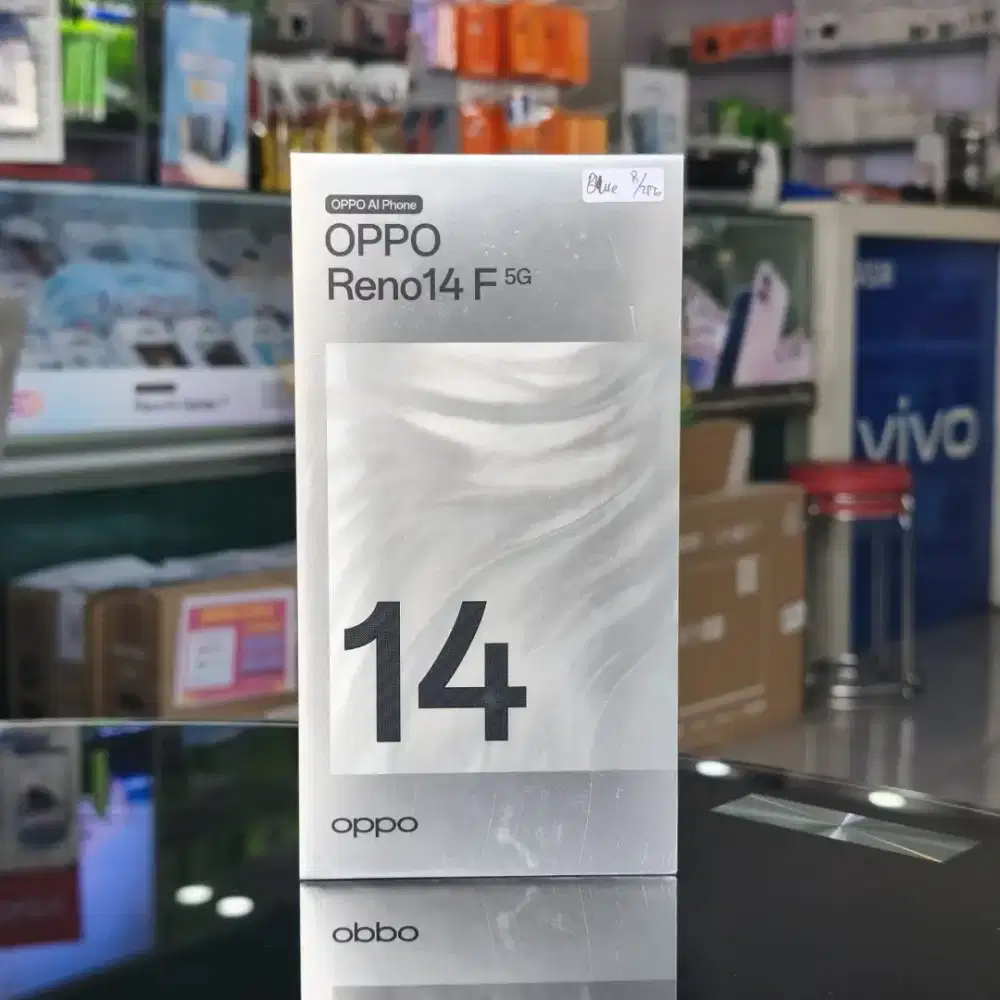 Blue 8/256
OPPO AI Phone
OPPO
Reno14 F 5G
14
oppo
vivo